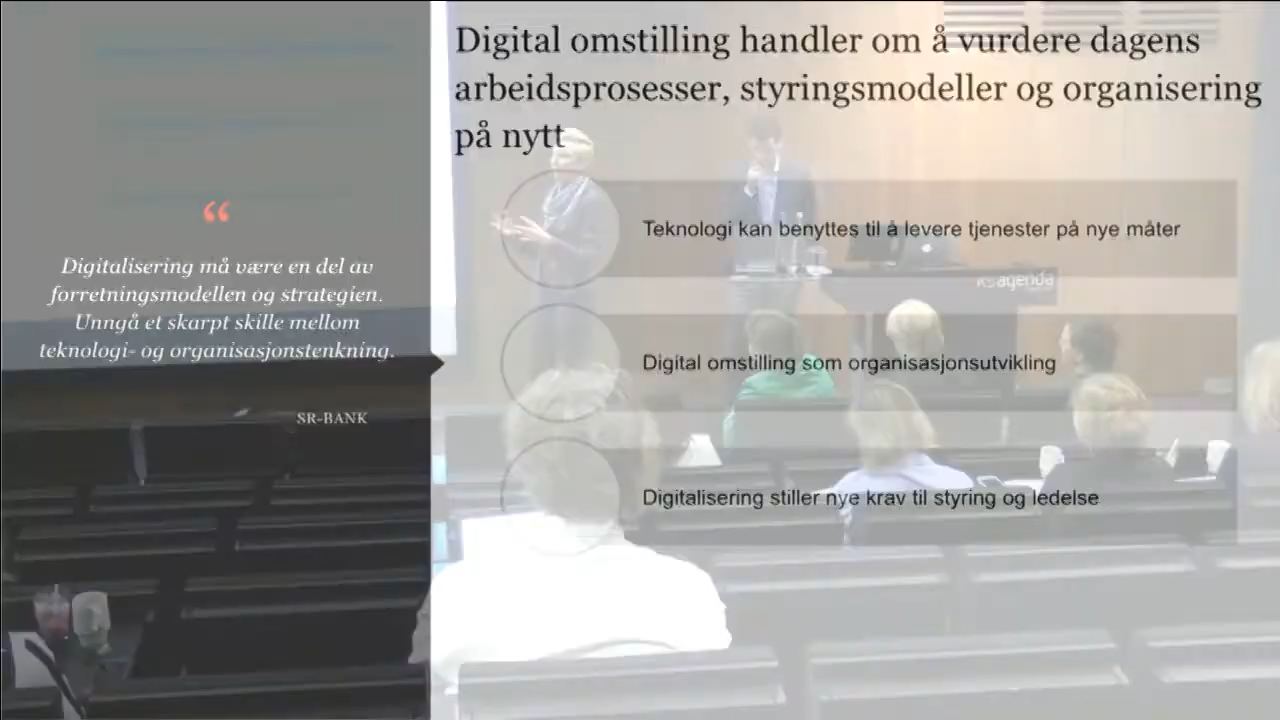 Digital omstilling handler om å vurdere dagens
arbeidsprosesser, styringsmodeller og organisering
på nytt
“
Digitalisering må være en del av
forretningsmodellen og strategien.
Unngå et skarpt skille mellom
teknologi- og organisasjonstenkning.
SR-BANK
Teknologi kan benyttes til å levere tjenester på nye måter
Digital omstilling som organisasjonsutvikling
Digitalisering stiller nye krav til styring og ledelse
KS agenda